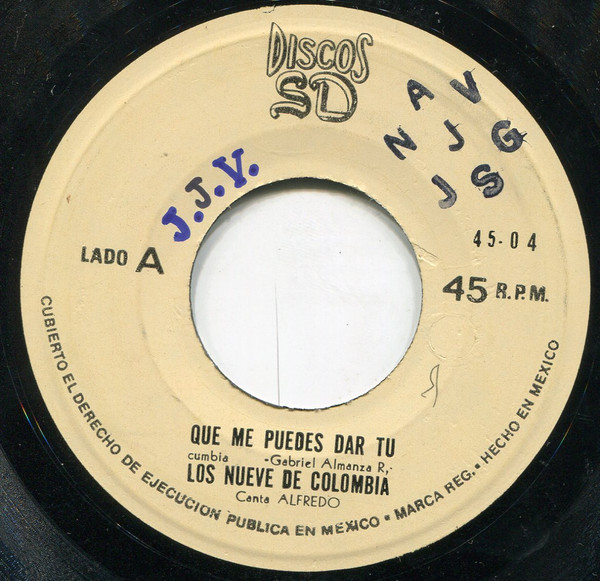 DISCOS
SD
A V
N J G
J S
J.J.V.
45-04
LADO A
45 R.P.M.
QUE ME PUEDES DAR TU
cumbia -Gabriel Almanza R,-
LOS NUEVE DE COLOMBIA
Canta ALFREDO
CUBIERTO EL DERECHO DE EJECUCION PUBLICA EN MEXICO • MARCA REG. • HECHO EN MEXICO